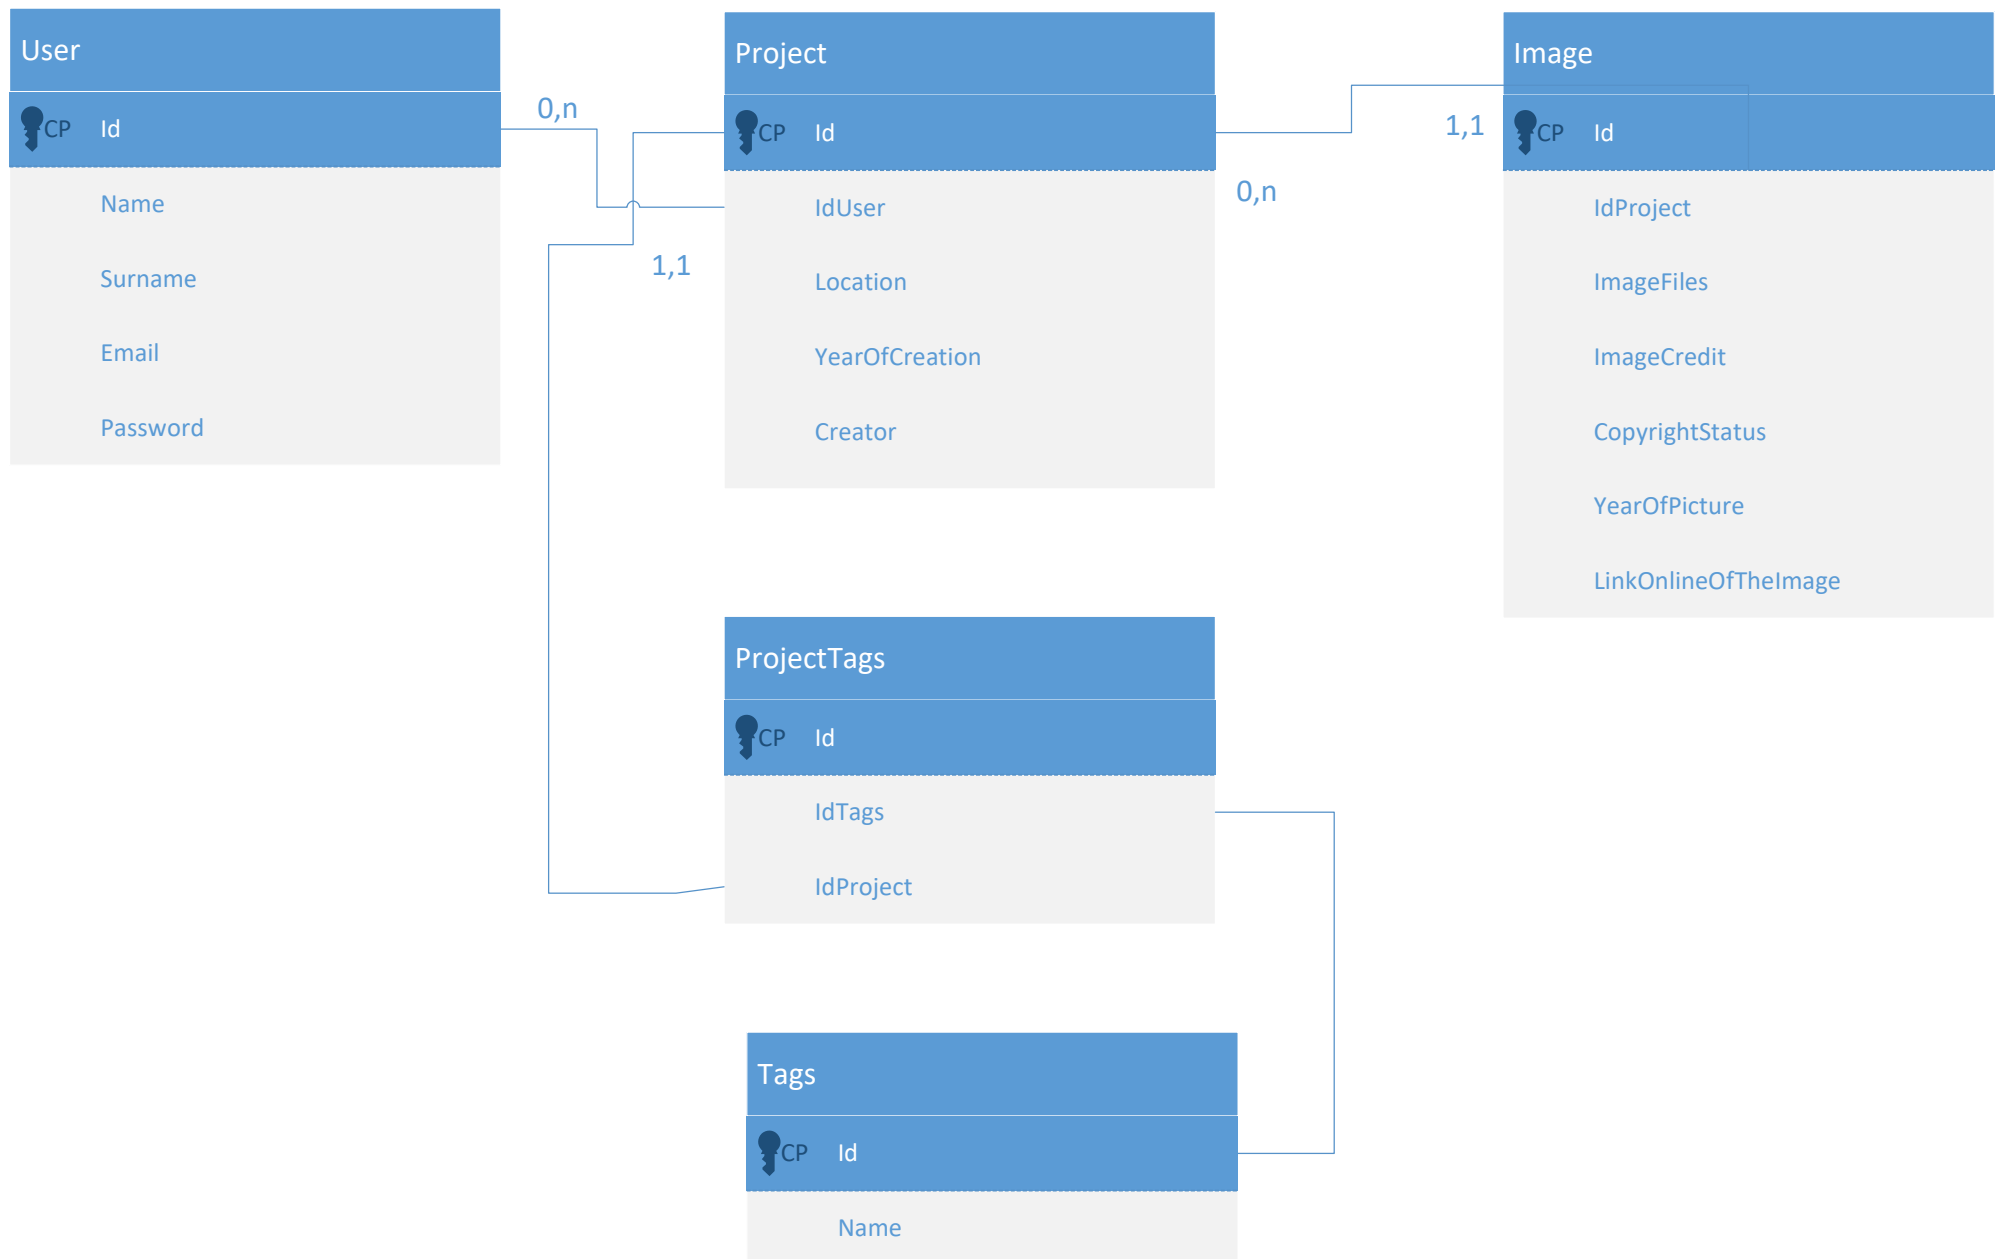 User
CP Id
Name
Surname
Email
Password
0,n
1,1
Project
CP Id
IdUser
Location
YearOfCreation
Creator
0,n
1,1
Image
CP Id
IdProject
ImageFiles
ImageCredit
CopyrightStatus
YearOfPicture
LinkOnlineOfTheImage
ProjectTags
CP Id
IdTags
IdProject
Tags
CP Id
Name